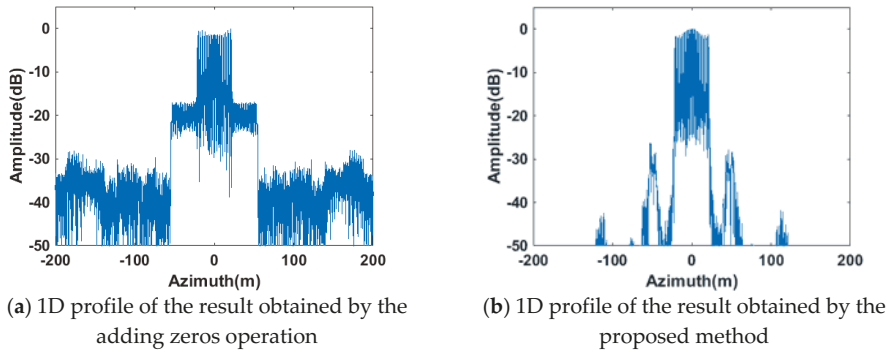 0
-10
-20
-30
-40
-50
Amplitude(dB)
-200 -100 0 100 200
Azimuth(m)
(a) 1D profile of the result obtained by the
adding zeros operation
0
-10
-20
-30
-40
-50
Amplitude(dB)
-200 -100 0 100 200
Azimuth(m)
(b) 1D profile of the result obtained by the
proposed method